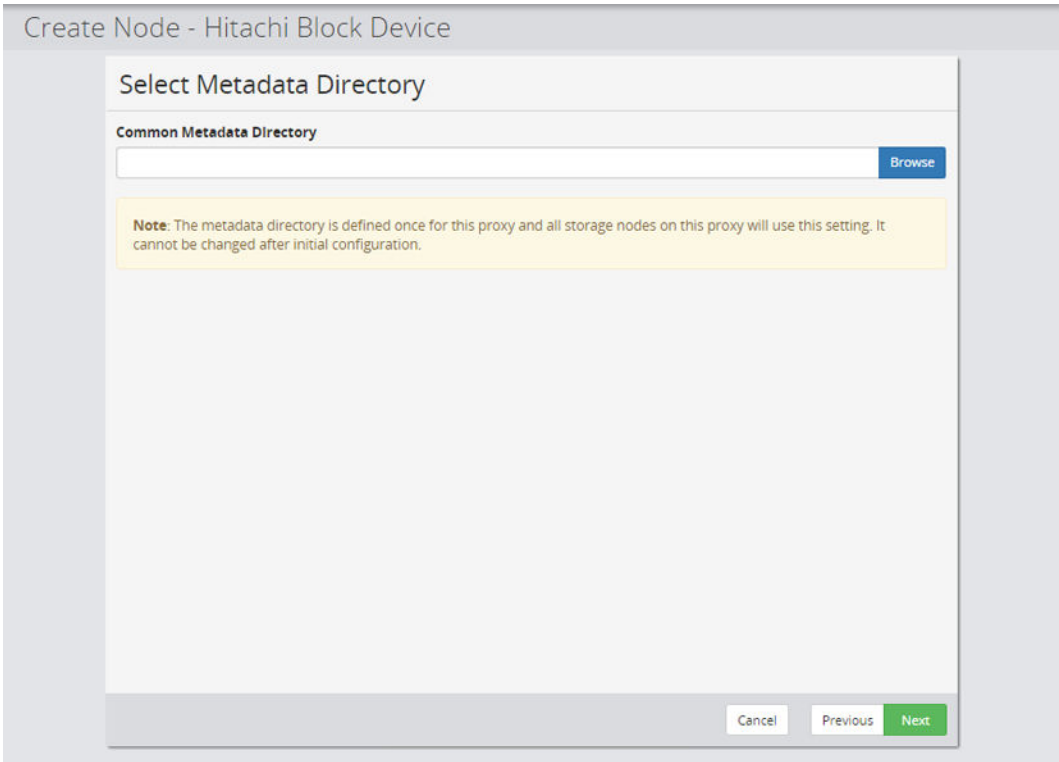 Create Node - Hitachi Block Device
Select Metadata Directory
Common Metadata Directory
Browse
Note: The metadata directory is defined once for this proxy and all storage nodes on this proxy will use this setting. It
cannot be changed after initial configuration.
Cancel Previous Next